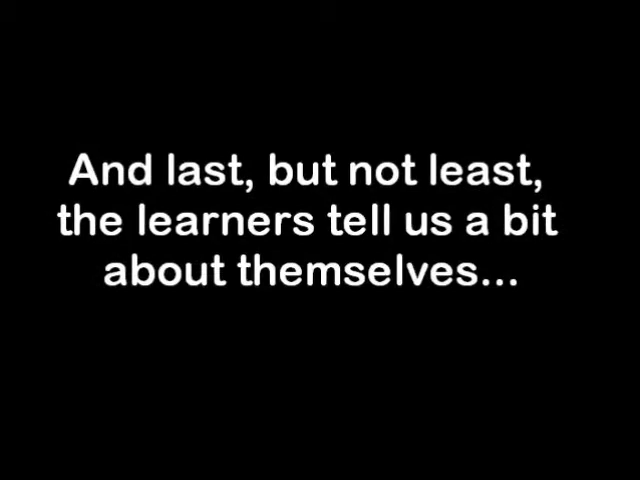 And last, but not least,
the learners tell us a bit
about themselves...